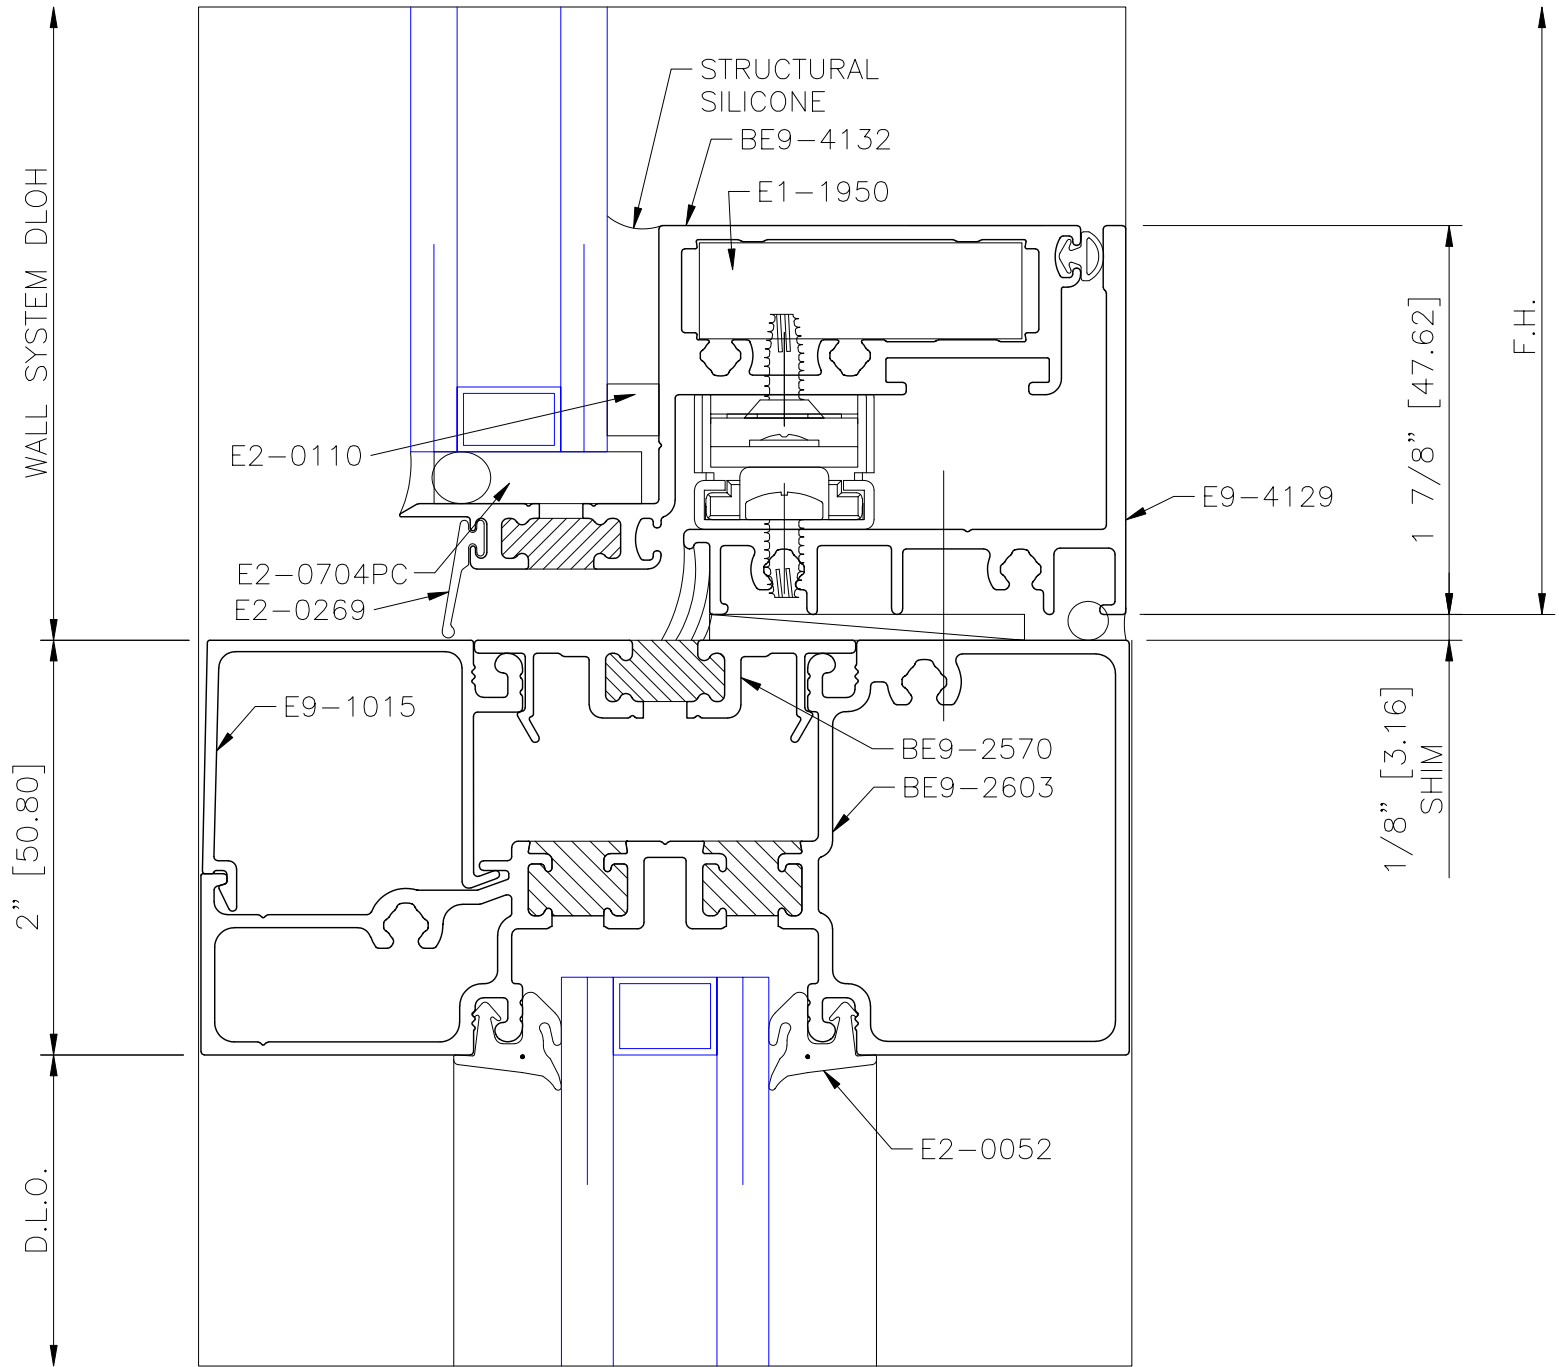 STRUCTURAL
SILICONE
BE9-4132
E1-1950
WALL SYSTEM DLOH
F.H.
1 7/8" [47.62]
E2-0110
E9-4129
E2-0704PC
E2-0269
E9-1015
BE9-2570
BE9-2603
1/8" [3.16]
SHIM
2" [50.80]
E2-0052
D.L.O.